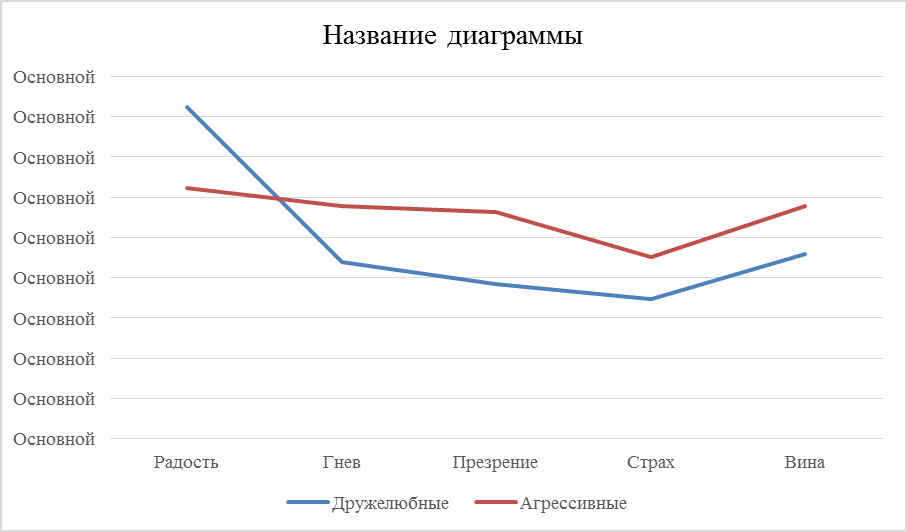 Название диаграммы
Основной
Основной
Основной
Основной
Основной
Основной
Основной
Основной
Основной
Основной
Радость Гнев Презрение Страх Вина
Дружелюбные Агрессивные